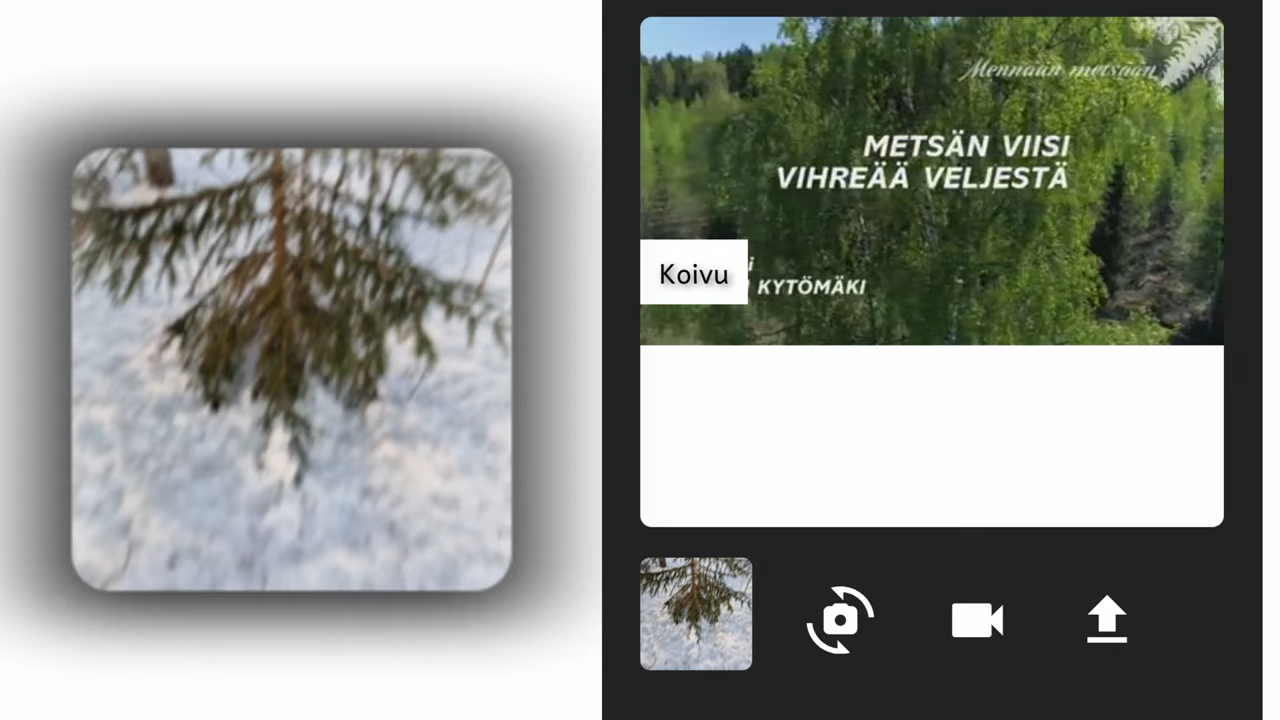 Mennään metsään
METSÄN VIISI
VIHREÄÄ VELJESTÄ
Koivu
KYTÖMÄKI